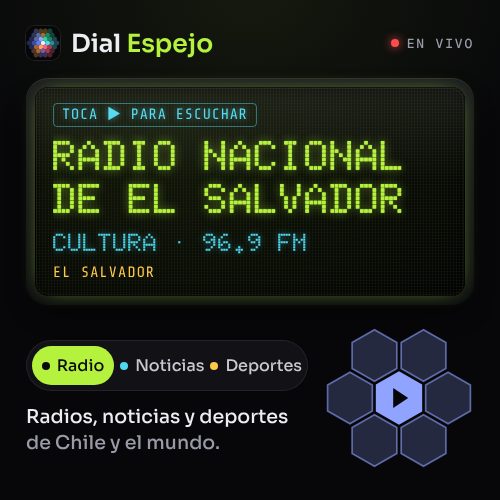 Dial Espejo
EN VIVO
TOCA ▶ PARA ESCUCHAR
RADIO NACIONAL
DE EL SALVADOR
CULTURA · 96.9 FM
EL SALVADOR
Radio Noticias Deportes
Radios, noticias y deportes
de Chile y el mundo.